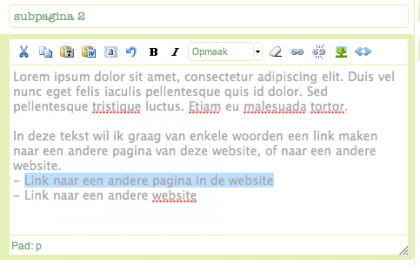 subpagina 2
B I Opmaak
Lorem ipsum dolor sit amet, consectetur adipiscing elit. Duis vel
nunc eget felis iaculis pellentesque quis id dolor. Sed
pellentesque tristique luctus. Etiam eu malesuada tortor.
In deze tekst wil ik graag van enkele woorden een link maken
naar een andere pagina van deze website, of naar een andere
website.
- Link naar een andere pagina in de website
- Link naar een andere website
Pad: p